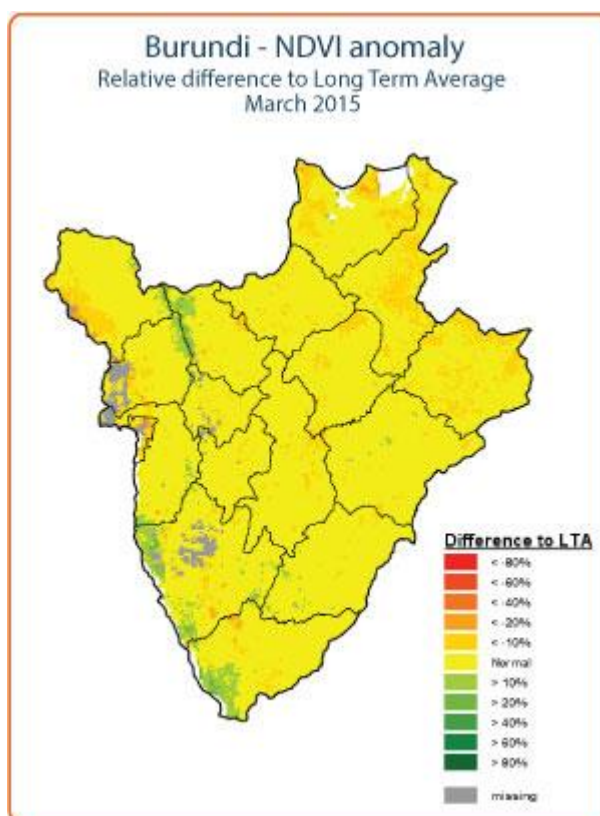 Burundi - NDVI anomaly
Relative difference to Long Term Average
March 2015
Difference to LTA
< -80%
< -60%
< -40%
< -20%
< -10%
Normal
> 10%
> 20%
> 40%
> 60%
> 80%
missing